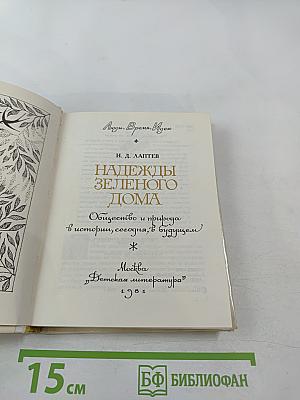 Люди. Время. Идеи
И. Д. ЛАПТЕВ
НАДЕЖДЫ
ЗЕЛЕНОГО
ДОМА
Общество и природа
в истории, сегодня, в будущем
Москва
„Детская литература"
1981
15 см
БФ БИБЛИОФАН